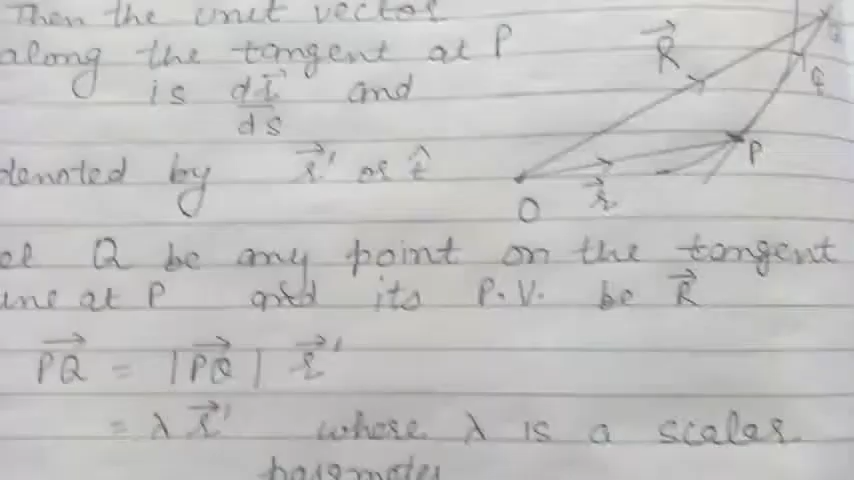 Then the unit vector
along the tangent at P
is dr⃗/ds and
denoted by r⃗' or t̂
Q be any point on the tangent
at P and its P.V. be R⃗
PQ⃗ = |PQ⃗| r⃗'
= λ r⃗' where λ is a scalar
parameter
R⃗
P
O
r⃗